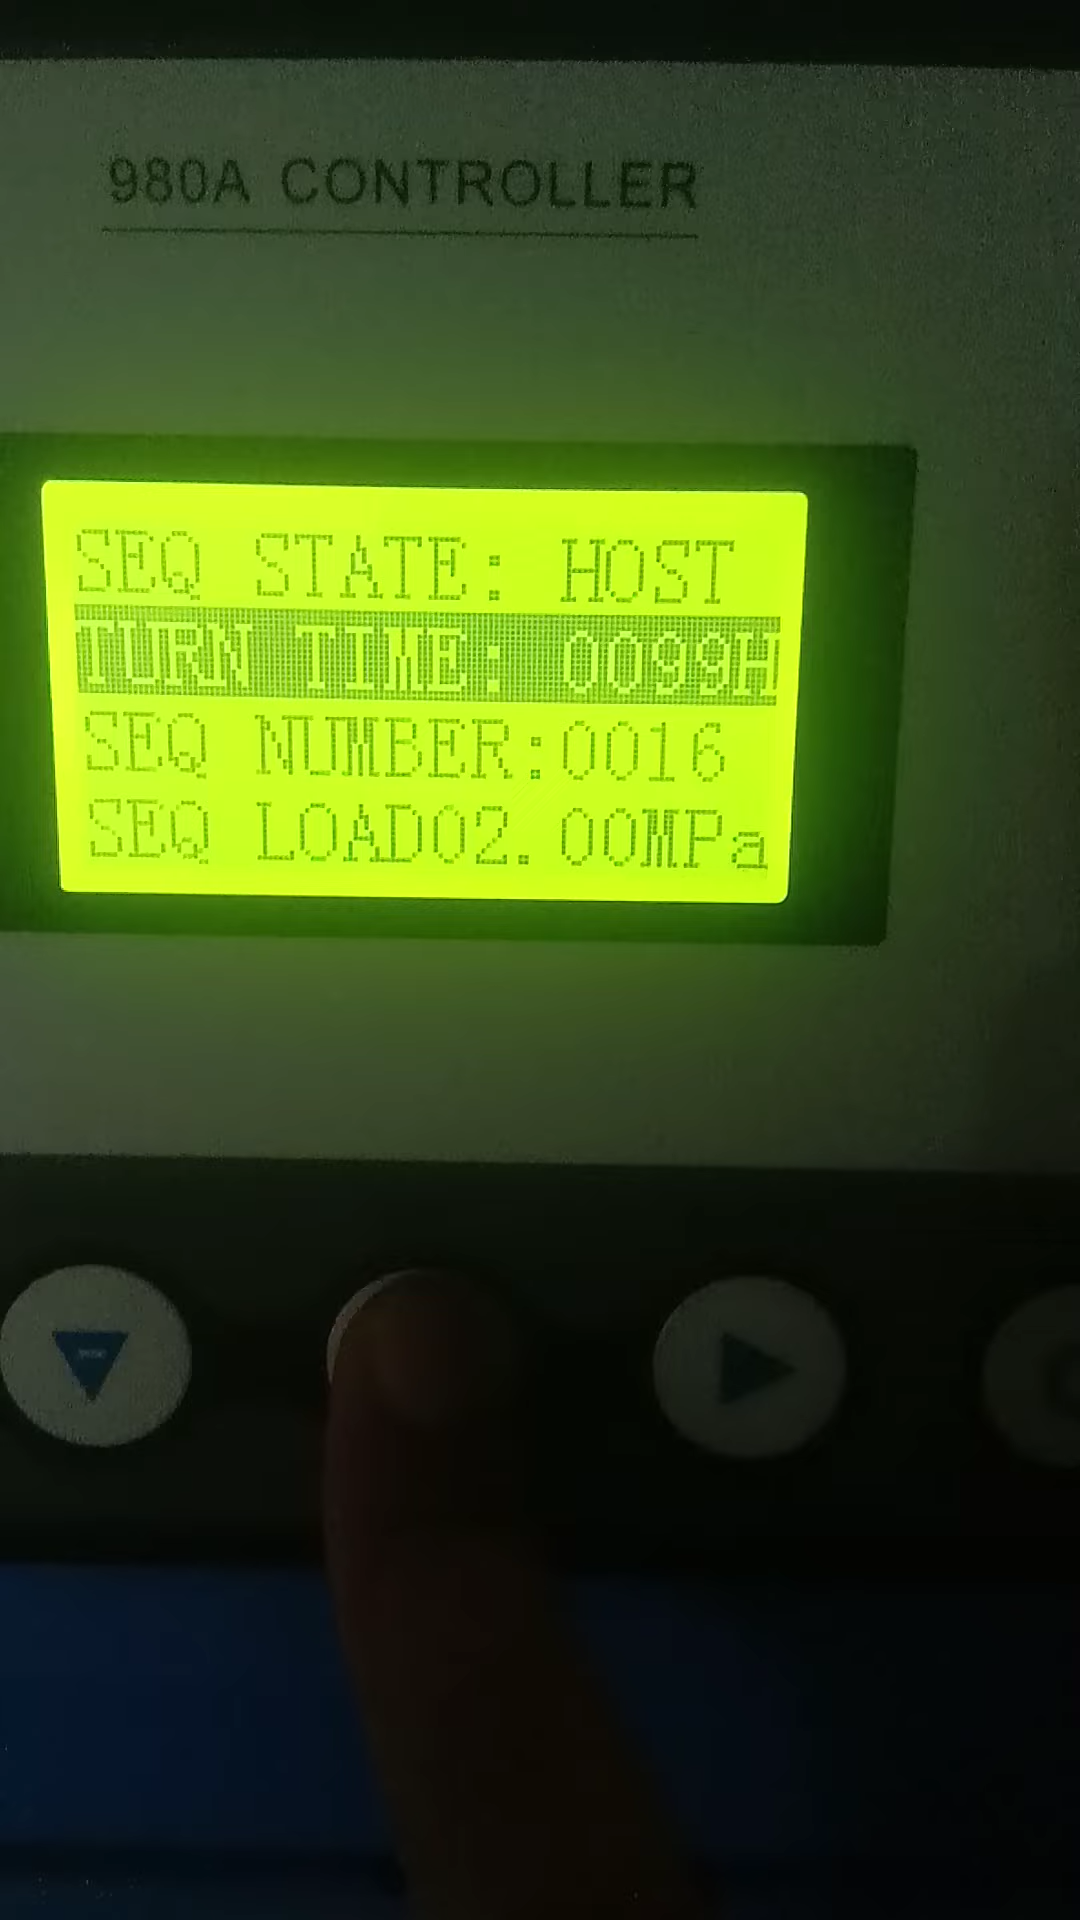 980A CONTROLLER
SEQ STATE: HOST
TURN TIME: 0099H
SEQ NUMBER:0016
SEQ LOAD02.00MPa